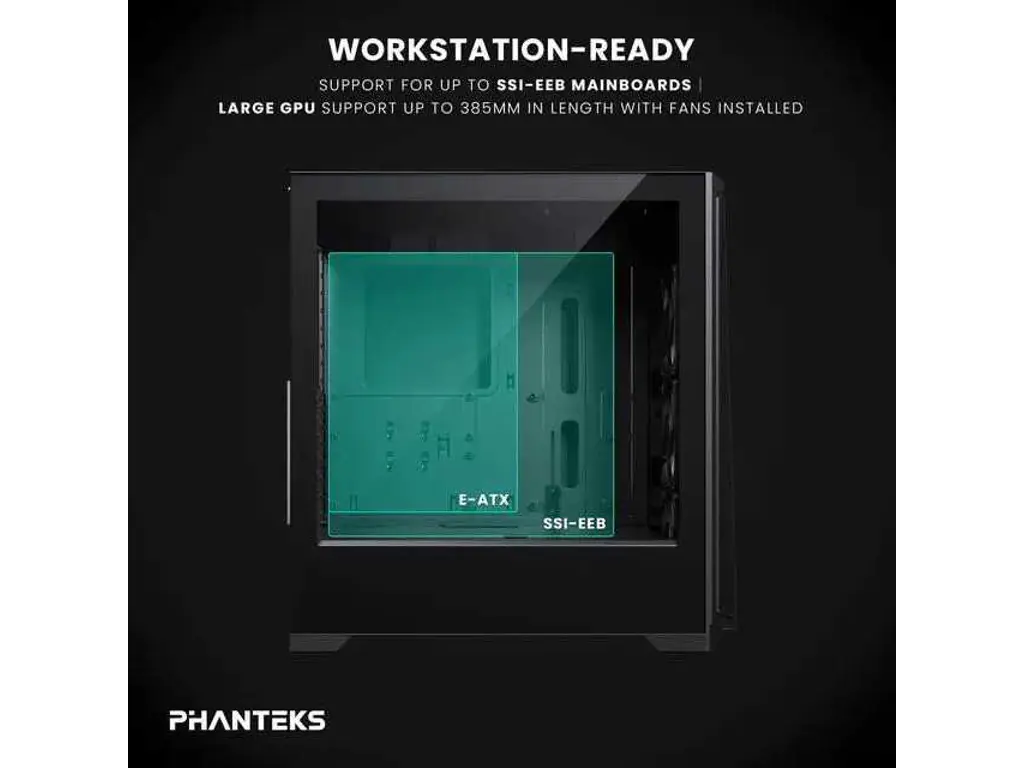 WORKSTATION-READY
SUPPORT FOR UP TO SSI-EEB MAINBOARDS |
LARGE GPU SUPPORT UP TO 385MM IN LENGTH WITH FANS INSTALLED
E-ATX
SSI-EEB
PHANTEKS